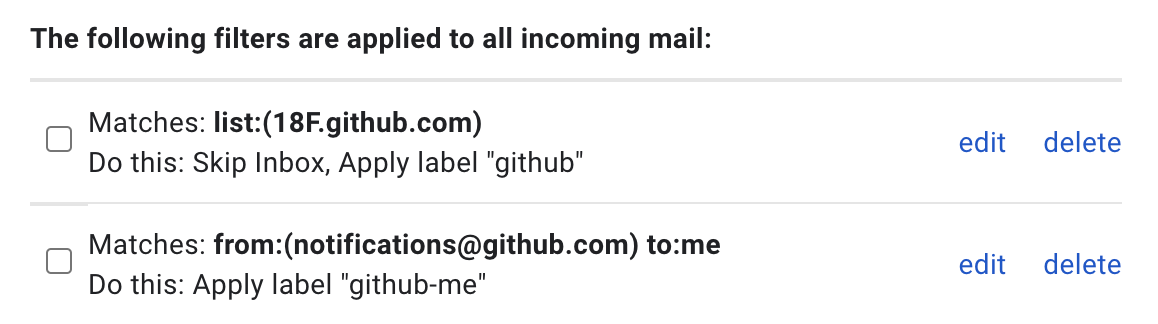 The following filters are applied to all incoming mail:
Matches: list:(18F.github.com)
Do this: Skip Inbox, Apply label "github"
edit delete
Matches: from:(notifications@github.com) to:me
Do this: Apply label "github-me"
edit delete